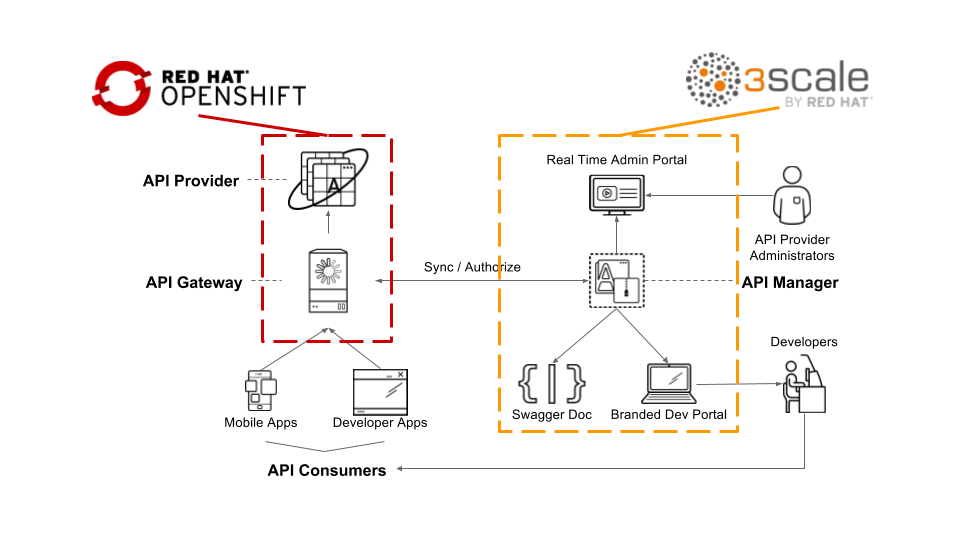 RED HAT®
OPENSHIFT
3scale
BY RED HAT®
Real Time Admin Portal
API Provider
A
API Provider
Administrators
Sync / Authorize
API Gateway
A
API Manager
Developers
{ | }
Swagger Doc
Branded Dev Portal
Mobile Apps
Developer Apps
API Consumers